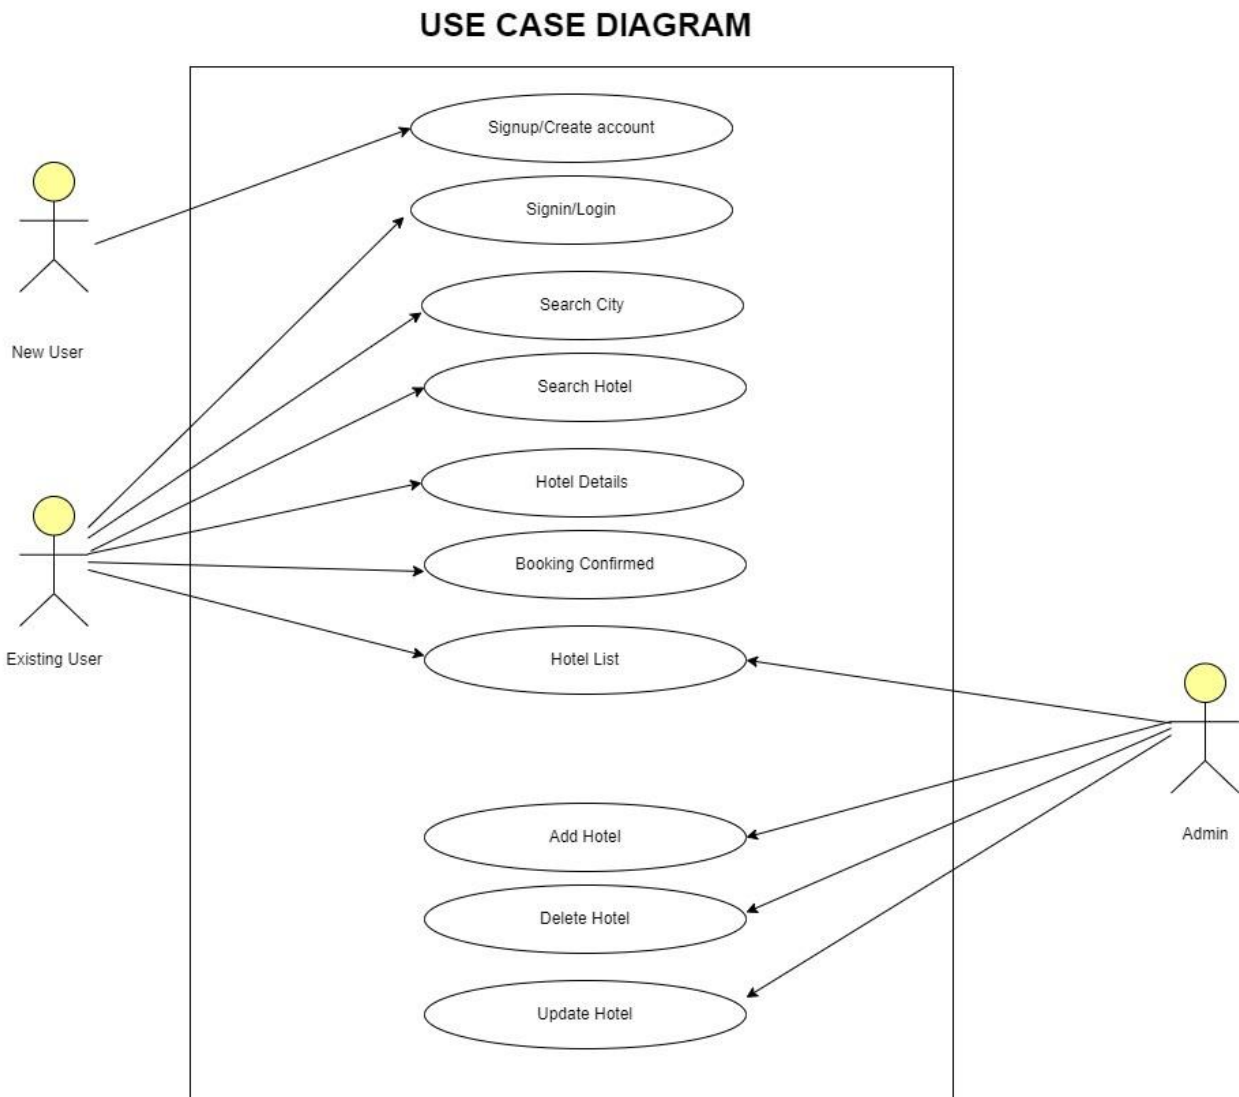 USE CASE DIAGRAM
Signup/Create account
Signin/Login
Search City
New User
Search Hotel
Hotel Details
Booking Confirmed
Existing User
Hotel List
Add Hotel
Admin
Delete Hotel
Update Hotel